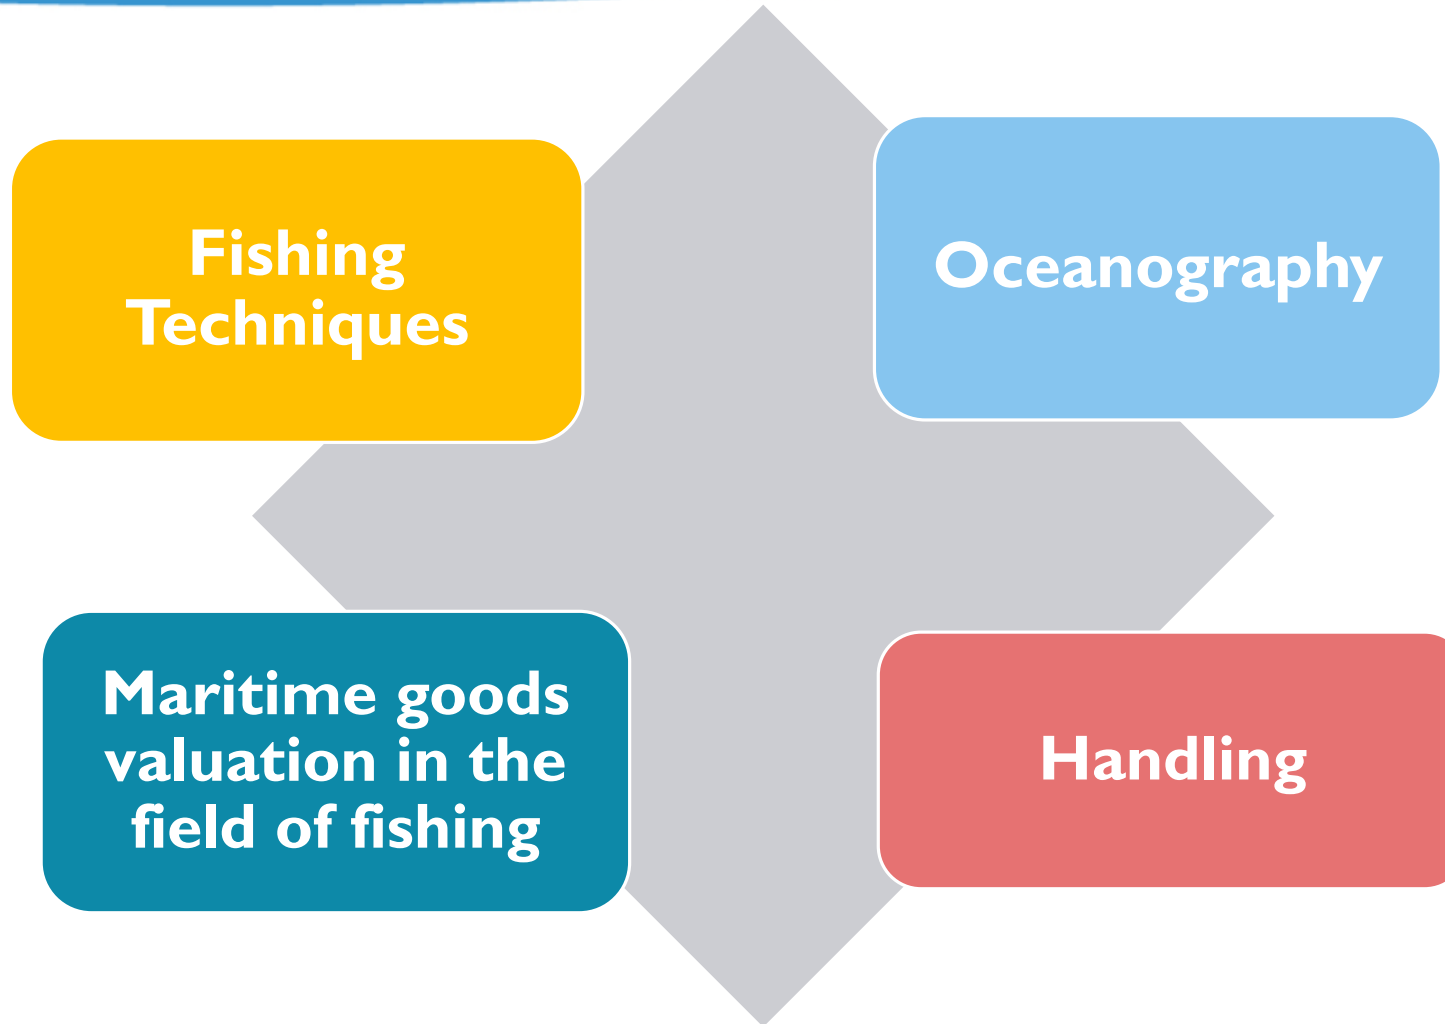 Fishing
Techniques
Oceanography
Maritime goods
valuation in the
field of fishing
Handling